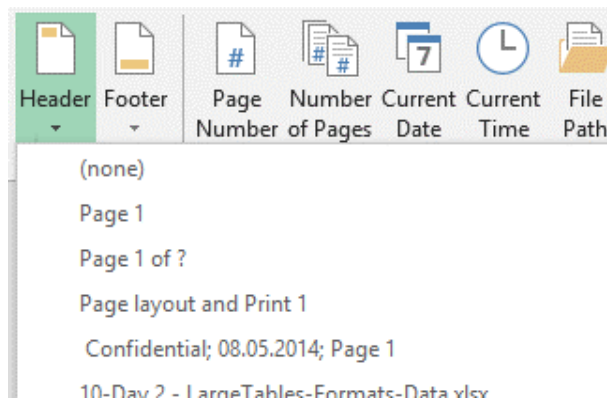 #
#
#
7
Header Footer Page Number Current Current File
Number of Pages Date Time Path
(none)
Page 1
Page 1 of ?
Page layout and Print 1
Confidential; 08.05.2014; Page 1
10-Day 2 - LargeTables-Formats-Data.xlsx